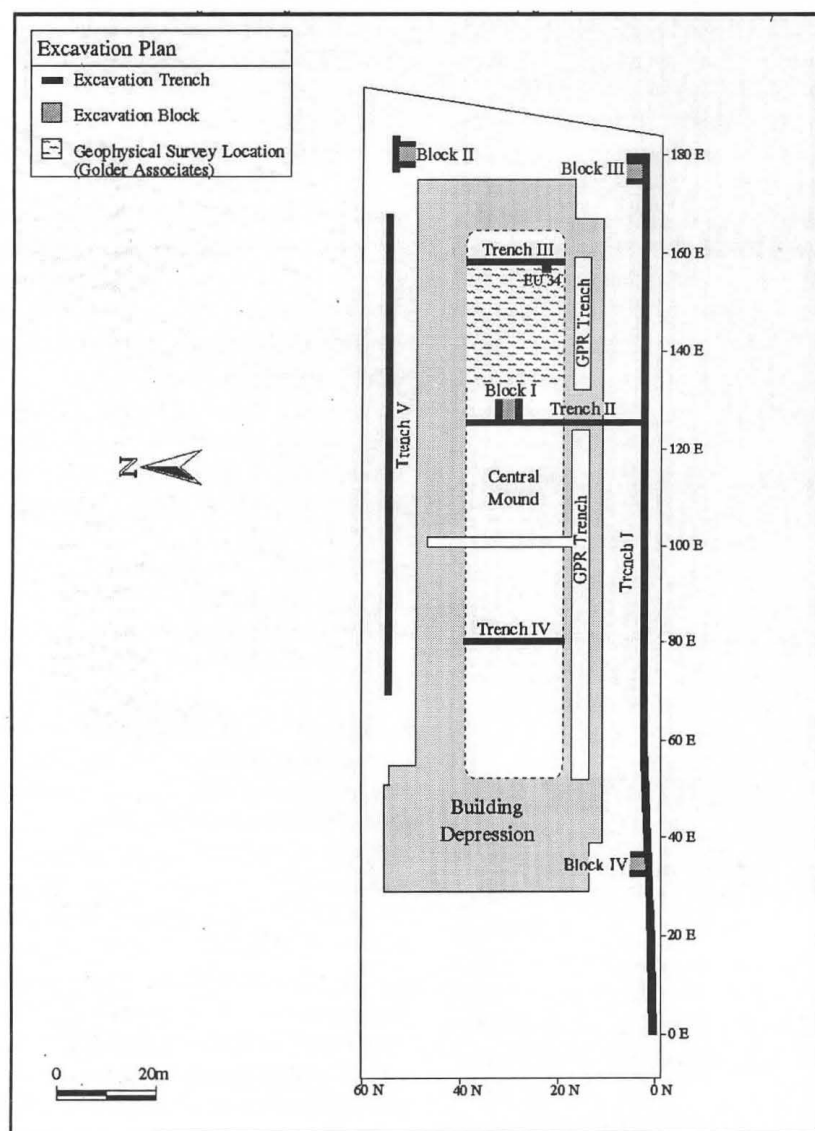 Excavation Plan
Excavation Trench
Excavation Block
Geophysical Survey Location
(Golder Associates)
Block II
Block III
180 E
Trench III
160 E
EU 34
GPR Trench
140 E
Block I
Trench II
Trench V
120 E
N
Central
Mound
GPR Trench
100 E
Trench I
Trench IV
80 E
60 E
Building
Depression
40 E
Block IV
20 E
0 E
0
20m
60 N
40 N
20 N
0 N